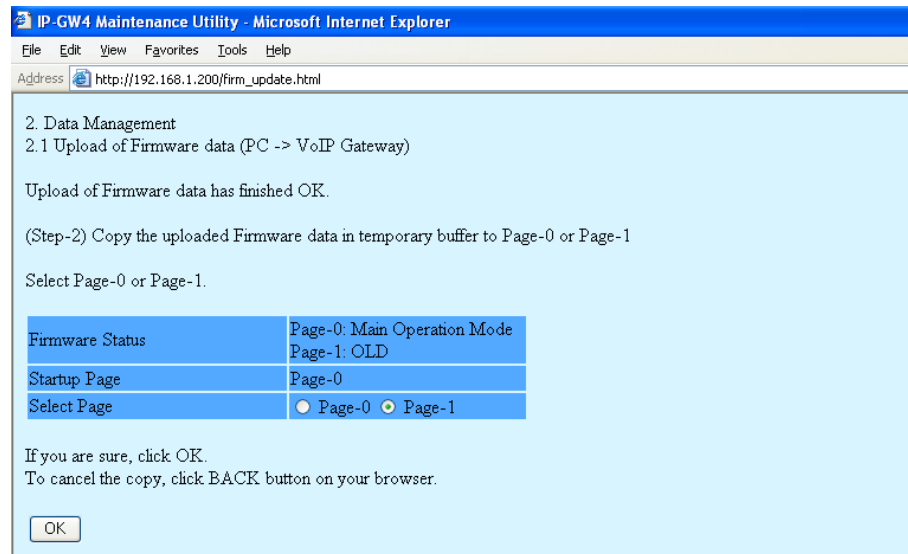 IP-GW4 Maintenance Utility - Microsoft Internet Explorer
File Edit View Favorites Tools Help
Address http://192.168.1.200/firm_update.html
2. Data Management
2.1 Upload of Firmware data (PC -> VoIP Gateway)
Upload of Firmware data has finished OK.
(Step-2) Copy the uploaded Firmware data in temporary buffer to Page-0 or Page-1
Select Page-0 or Page-1.
Firmware Status
Page-0: Main Operation Mode
Page-1: OLD
Startup Page Page-0
Select Page Page-0 Page-1
If you are sure, click OK.
To cancel the copy, click BACK button on your browser.
OK